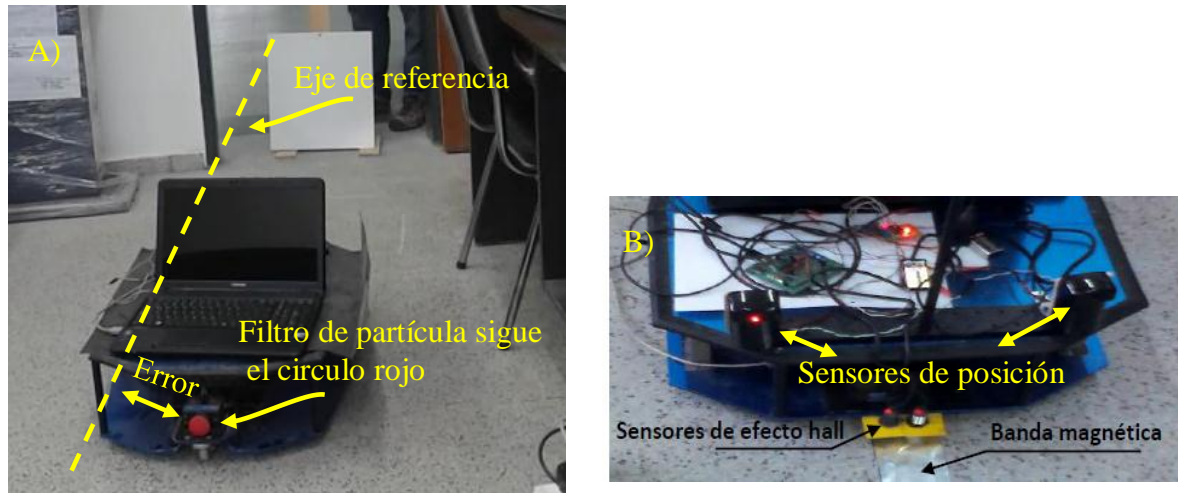 A)
Eje de referencia
Filtro de partícula sigue
el circulo rojo
Error
B)
Sensores de posición
Sensores de efecto hall
Banda magnética